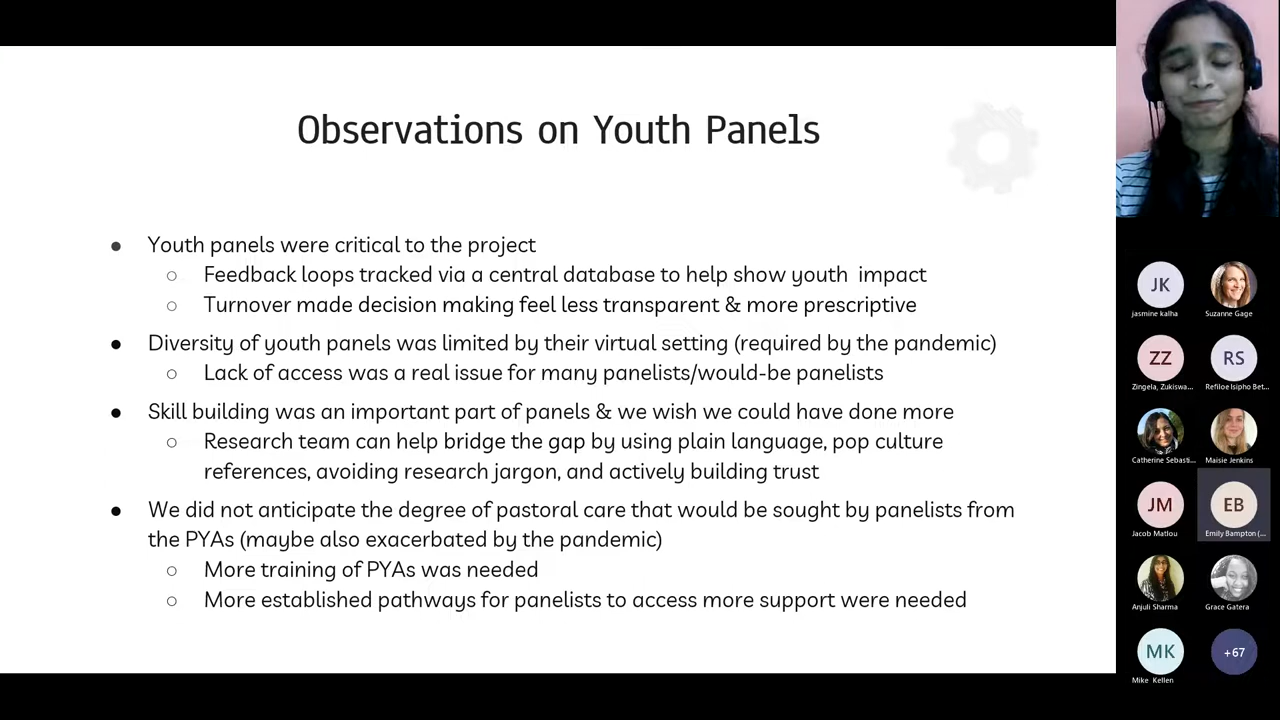 Observations on Youth Panels
● Youth panels were critical to the project
○ Feedback loops tracked via a central database to help show youth impact
○ Turnover made decision making feel less transparent & more prescriptive
● Diversity of youth panels was limited by their virtual setting (required by the pandemic)
○ Lack of access was a real issue for many panelists/would-be panelists
● Skill building was an important part of panels & we wish we could have done more
○ Research team can help bridge the gap by using plain language, pop culture
references, avoiding research jargon, and actively building trust
● We did not anticipate the degree of pastoral care that would be sought by panelists from
the PYAs (maybe also exacerbated by the pandemic)
○ More training of PYAs was needed
○ More established pathways for panelists to access more support were needed
JK
jasmine kalha
Suzanne Gage
ZZ
Zingela, Zukiswa...
RS
Refiloe Isipho Bet...
Catherine Sebasti...
Maisie Jenkins
JM
Jacob Matlou
EB
Emily Bampton (...
Anjuli Sharma
Grace Gatera
MK
Mike Kellen
+67